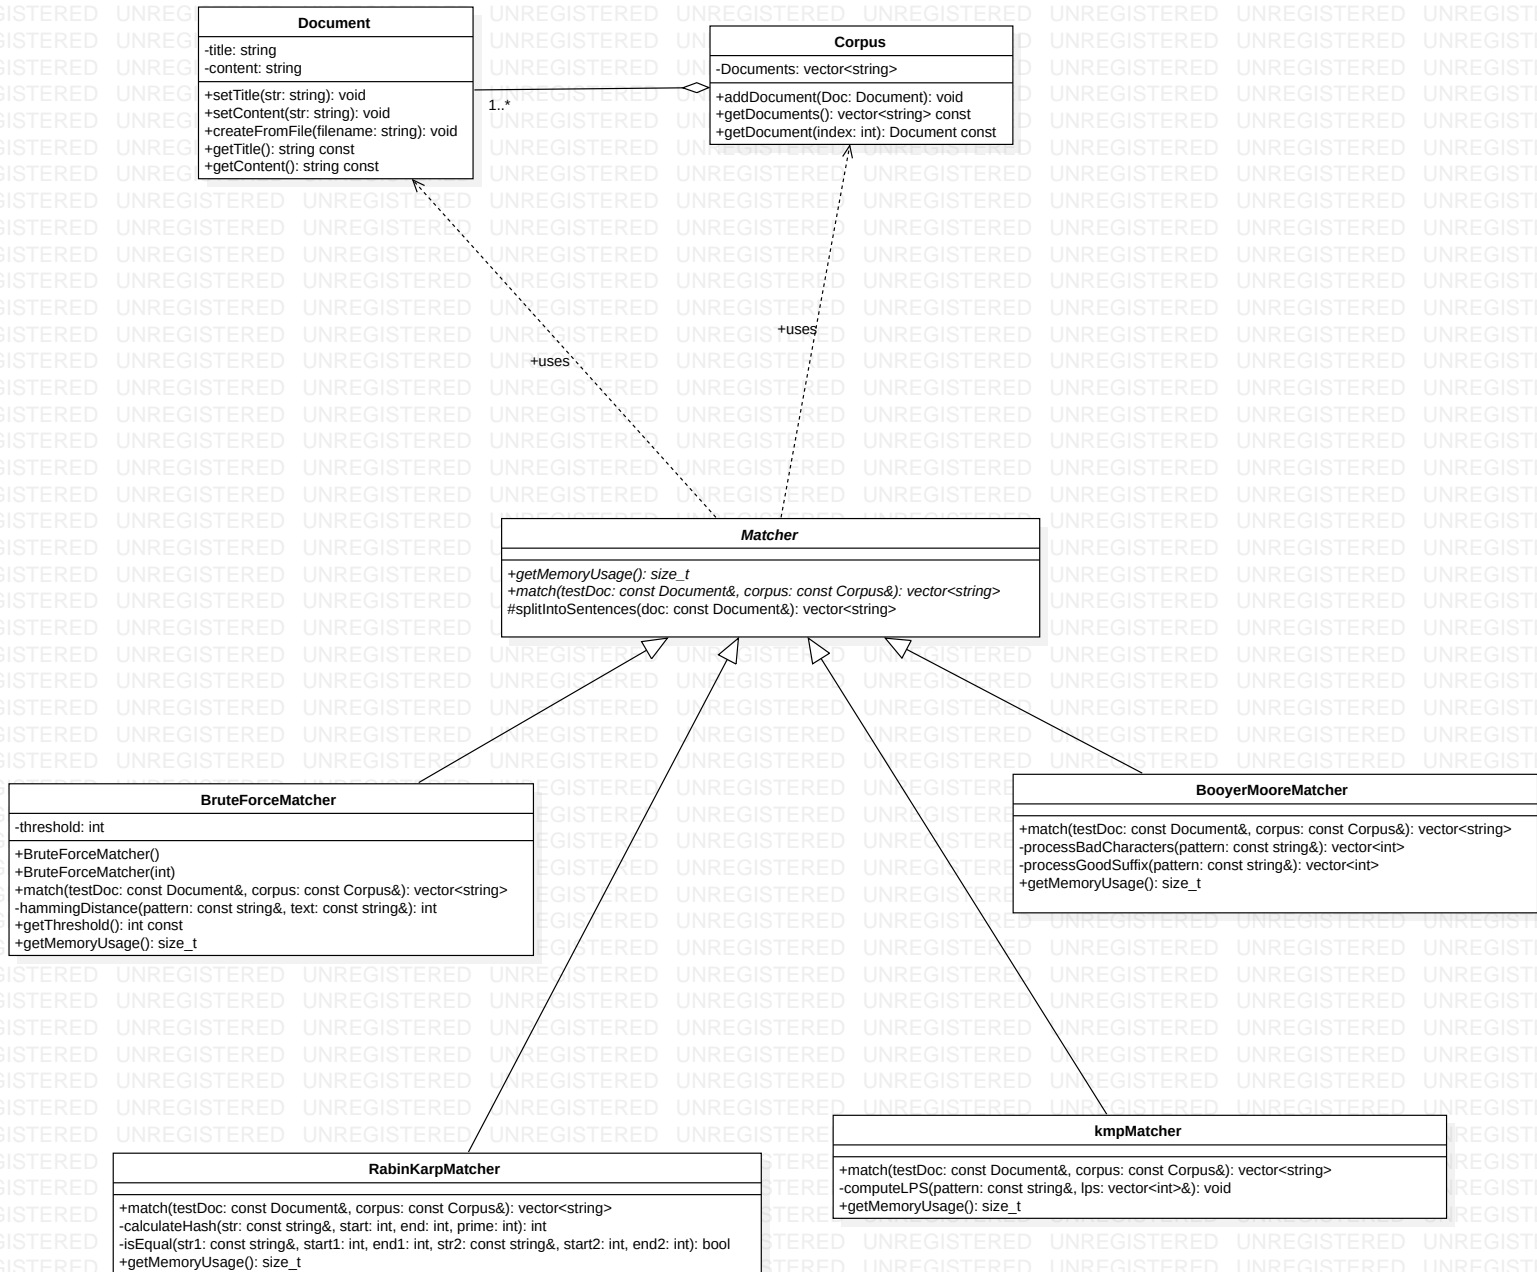 Document
-title: string
-content: string
+setTitle(str: string): void
+setContent(str: string): void
+createFromFile(filename: string): void
+getTitle(): string const
+getContent(): string const
1..*
Corpus
-Documents: vector<string>
+addDocument(Doc: Document): void
+getDocuments(): vector<string> const
+getDocument(index: int): Document const
+uses
+uses
Matcher
+getMemoryUsage(): size_t
+match(testDoc: const Document&, corpus: const Corpus&): vector<string>
#splitIntoSentences(doc: const Document&): vector<string>
BruteForceMatcher
-threshold: int
+BruteForceMatcher()
+BruteForceMatcher(int)
+match(testDoc: const Document&, corpus: const Corpus&): vector<string>
-hammingDistance(pattern: const string&, text: const string&): int
+getThreshold(): int const
+getMemoryUsage(): size_t
BooyerMooreMatcher
+match(testDoc: const Document&, corpus: const Corpus&): vector<string>
-processBadCharacters(pattern: const string&): vector<int>
-processGoodSuffix(pattern: const string&): vector<int>
+getMemoryUsage(): size_t
RabinKarpMatcher
+match(testDoc: const Document&, corpus: const Corpus&): vector<string>
-calculateHash(str: const string&, start: int, end: int, prime: int): int
-isEqual(str1: const string&, start1: int, end1: int, str2: const string&, start2: int, end2: int): bool
+getMemoryUsage(): size_t
kmpMatcher
+match(testDoc: const Document&, corpus: const Corpus&): vector<string>
-computeLPS(pattern: const string&, lps: vector<int>&): void
+getMemoryUsage(): size_t
UNREGISTERED